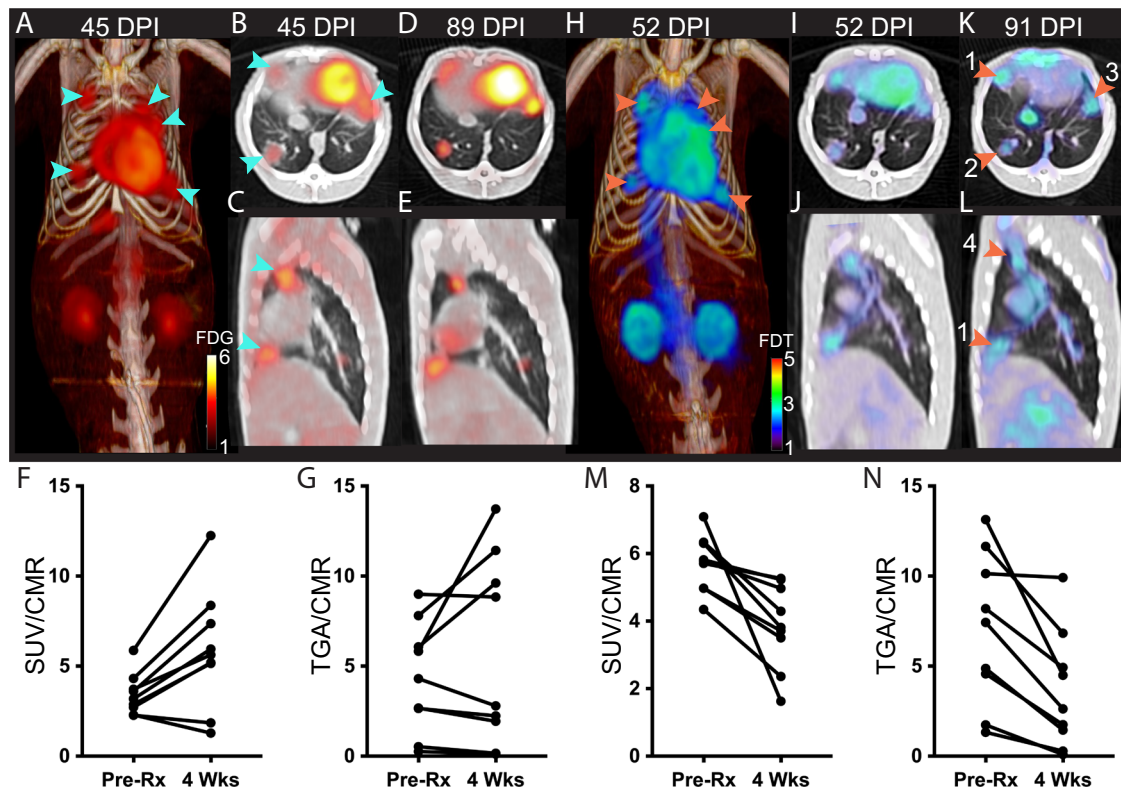 A 45 DPI B 45 DPI D 89 DPI H 52 DPI I 52 DPI K 91 DPI
1
3
2
C E J L
4
1
FDG
6
1
FDT
5
3
1
F G M N
15
10
5
0
SUV/CMR
Pre-Rx 4 Wks
15
10
5
0
TGA/CMR
Pre-Rx 4 Wks
8
6
4
2
0
SUV/CMR
Pre-Rx 4 Wks
15
10
5
0
TGA/CMR
Pre-Rx 4 Wks